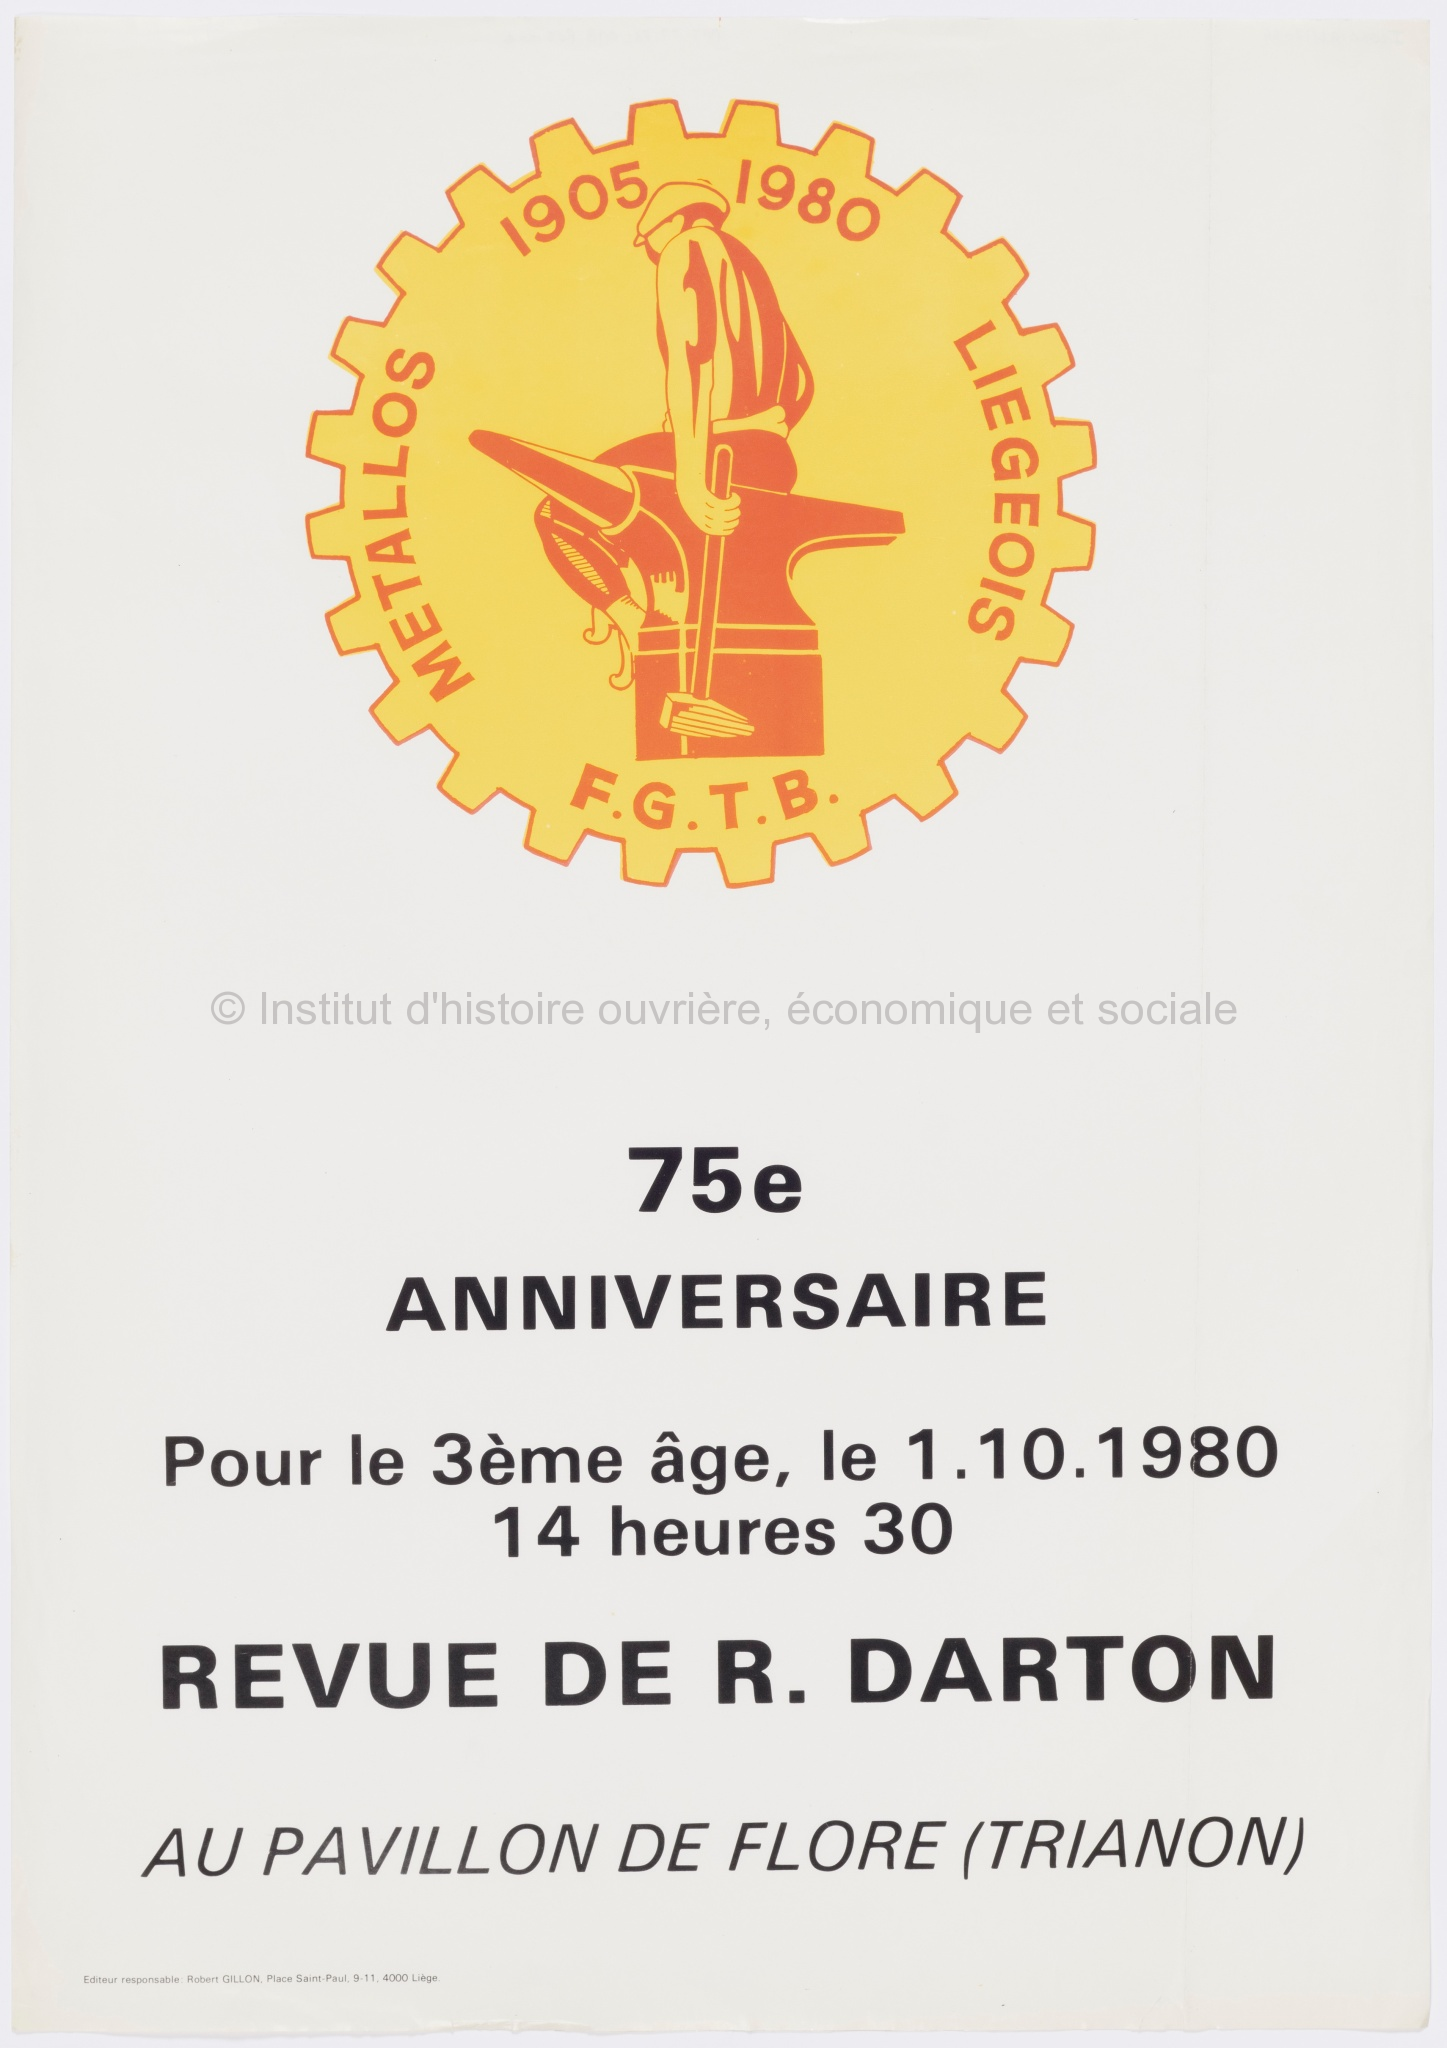 1905 1980
METALLOS
LIEGEOIS
F.G.T.B.
© Institut d'histoire ouvrière, économique et sociale
75e
ANNIVERSAIRE
Pour le 3ème âge, le 1.10.1980
14 heures 30
REVUE DE R. DARTON
AU PAVILLON DE FLORE (TRIANON)
Editeur responsable: Robert GILLON, Place Saint-Paul, 9-11, 4000 Liège.